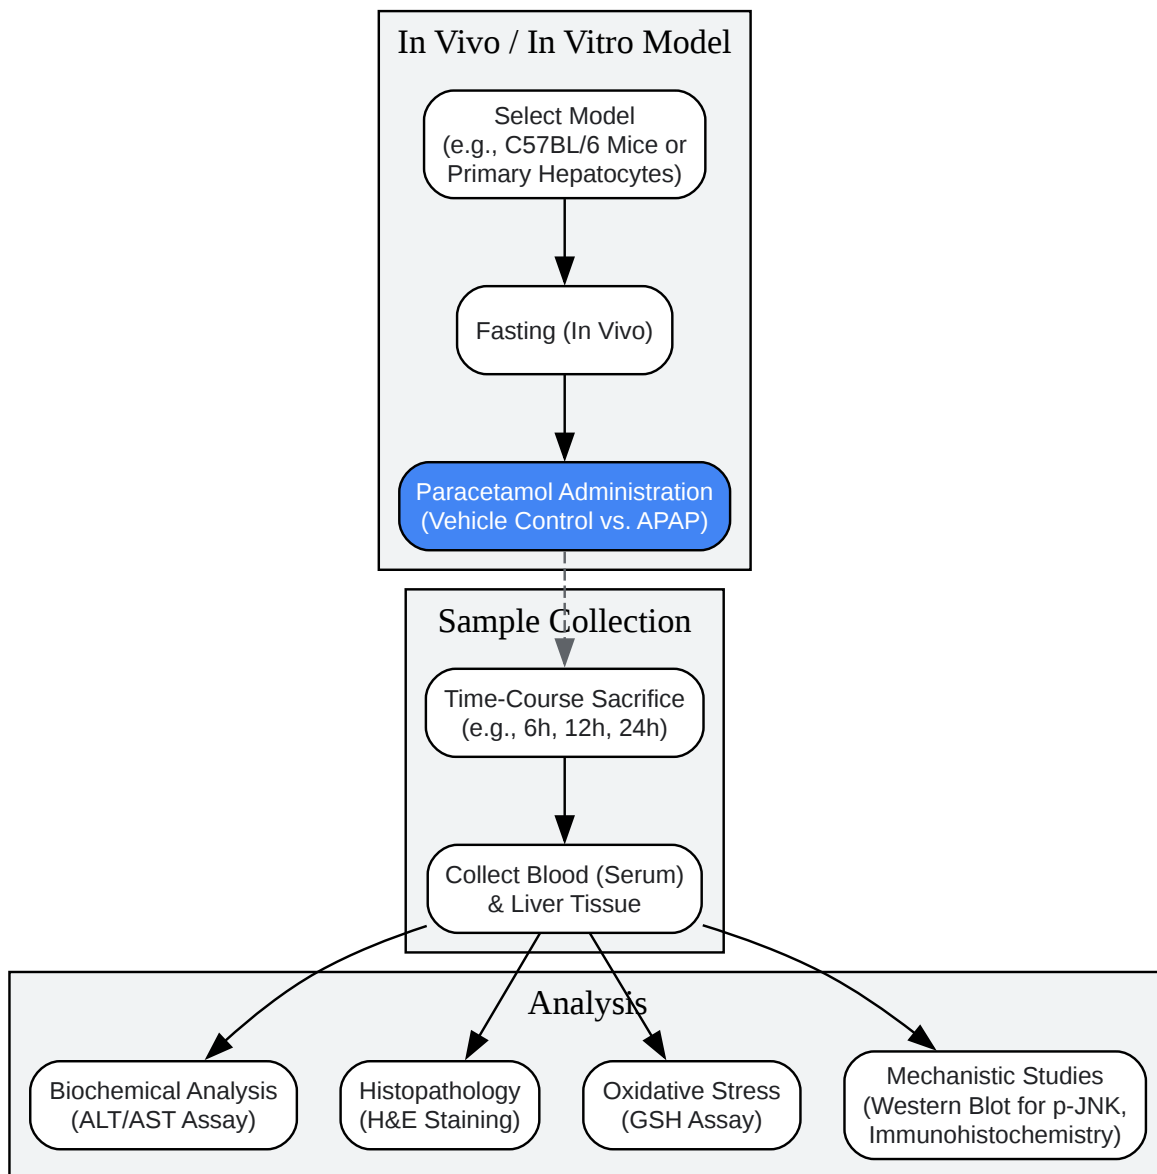 In Vivo / In Vitro Model
Select Model
(e.g., C57BL/6 Mice or
Primary Hepatocytes)
Fasting (In Vivo)
Paracetamol Administration
(Vehicle Control vs. APAP)
Sample Collection
Time-Course Sacrifice
(e.g., 6h, 12h, 24h)
Collect Blood (Serum)
& Liver Tissue
Analysis
Biochemical Analysis
(ALT/AST Assay)
Histopathology
(H&E Staining)
Oxidative Stress
(GSH Assay)
Mechanistic Studies
(Western Blot for p-JNK,
Immunohistochemistry)